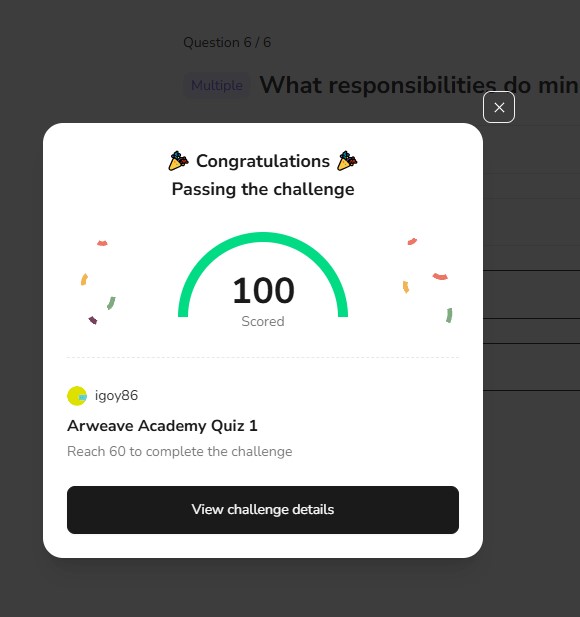 Question 6 / 6
Multiple What responsibilities do min
Congratulations
Passing the challenge
100
Scored
igoy86
Arweave Academy Quiz 1
Reach 60 to complete the challenge
View challenge details